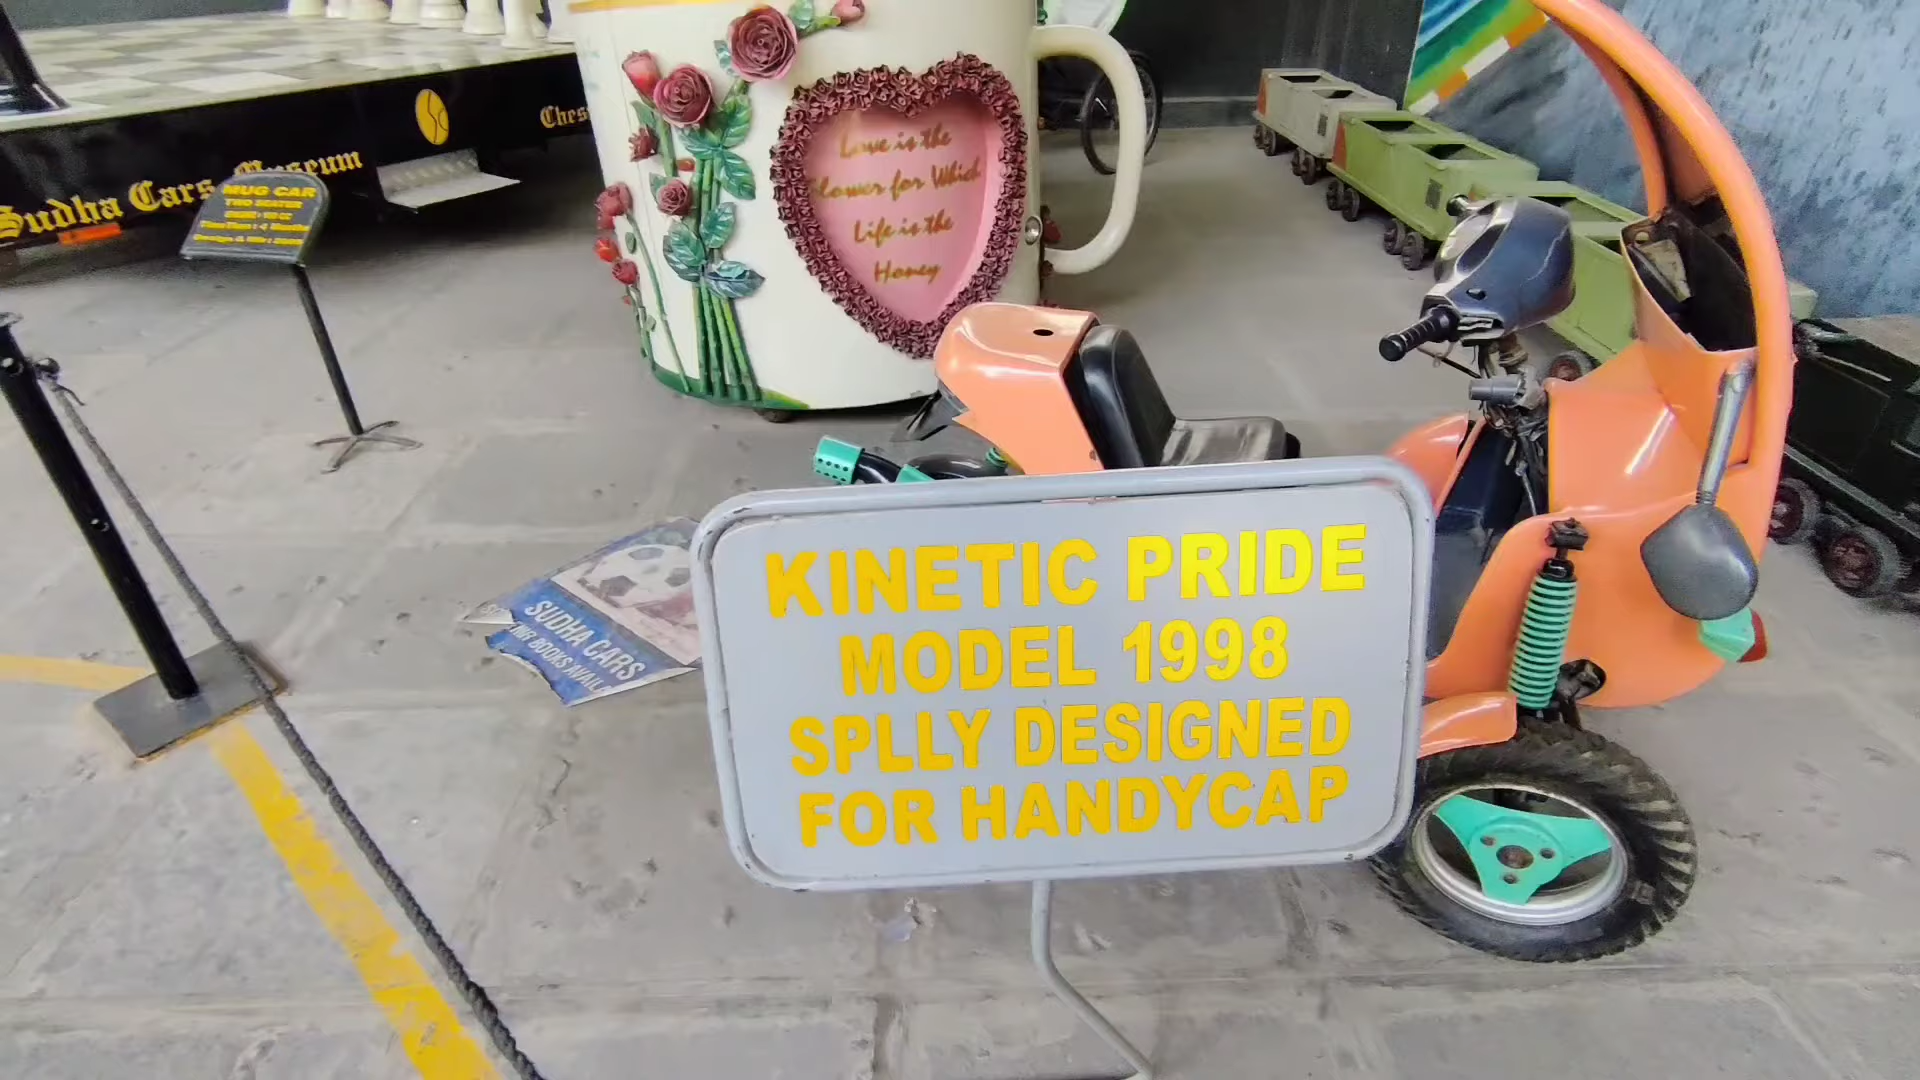 Sudha Cars Museum
Ches
MUG CAR
TWO SEATER
Love is the
Flower for Which
Life is the
Honey
SUDHA CARS
KINETIC PRIDE
MODEL 1998
SPLLY DESIGNED
FOR HANDYCAP